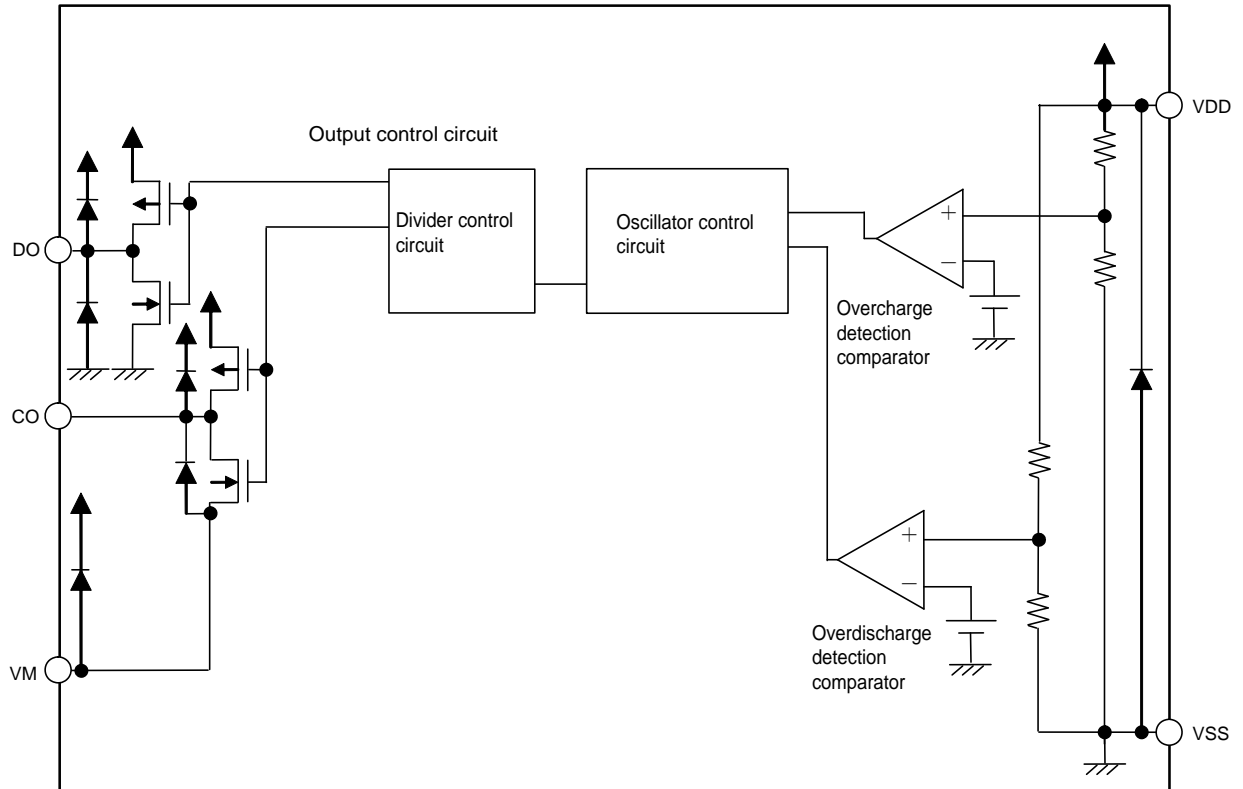 VDD
Output control circuit
Divider control
circuit
Oscillator control
circuit
+
−
DO
Overcharge
detection
comparator
CO
+
−
Overdischarge
detection
comparator
VM
VSS